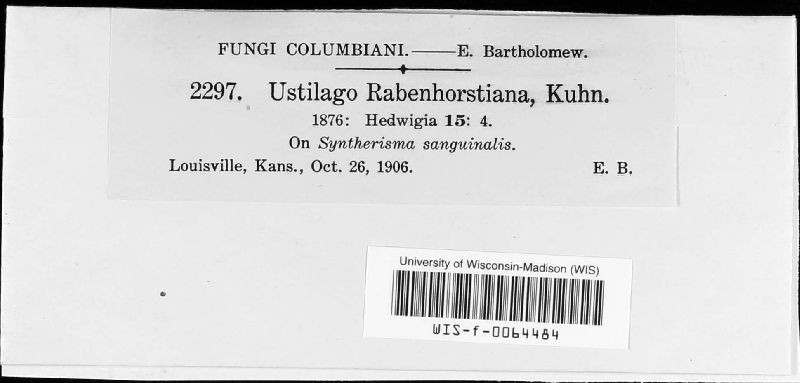 FUNGI COLUMBIANI.——E. Bartholomew.
2297. Ustilago Rabenhorstiana, Kuhn.
1876: Hedwigia 15: 4.
On Syntherisma sanguinalis.
Louisville, Kans., Oct. 26, 1906. E. B.
University of Wisconsin-Madison (WIS)
WIS-f-0064484